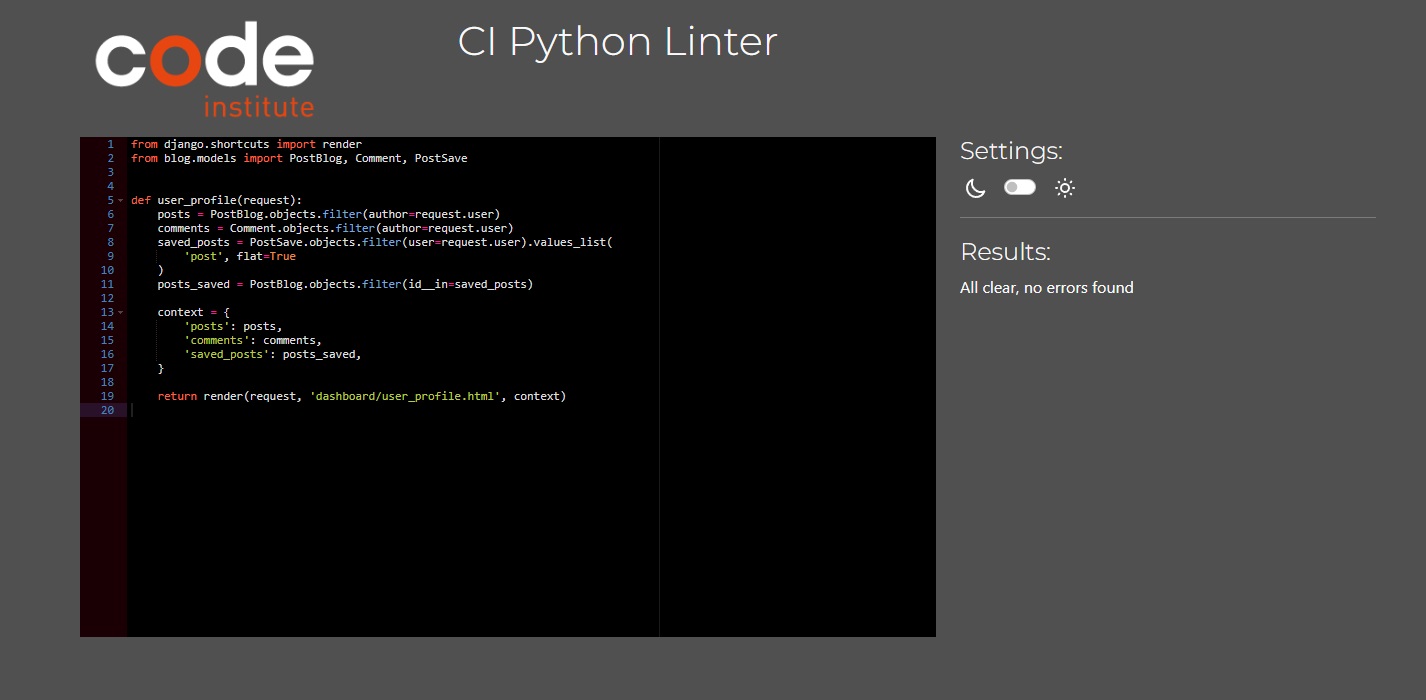 code
institute
CI Python Linter
1 from django.shortcuts import render
2 from blog.models import PostBlog, Comment, PostSave
3
4
5 def user_profile(request):
6     posts = PostBlog.objects.filter(author=request.user)
7     comments = Comment.objects.filter(author=request.user)
8     saved_posts = PostSave.objects.filter(user=request.user).values_list(
9         'post', flat=True
10     )
11     posts_saved = PostBlog.objects.filter(id__in=saved_posts)
12
13     context = {
14         'posts': posts,
15         'comments': comments,
16         'saved_posts': posts_saved,
17     }
18
19     return render(request, 'dashboard/user_profile.html', context)
20
Settings:
Results:
All clear, no errors found